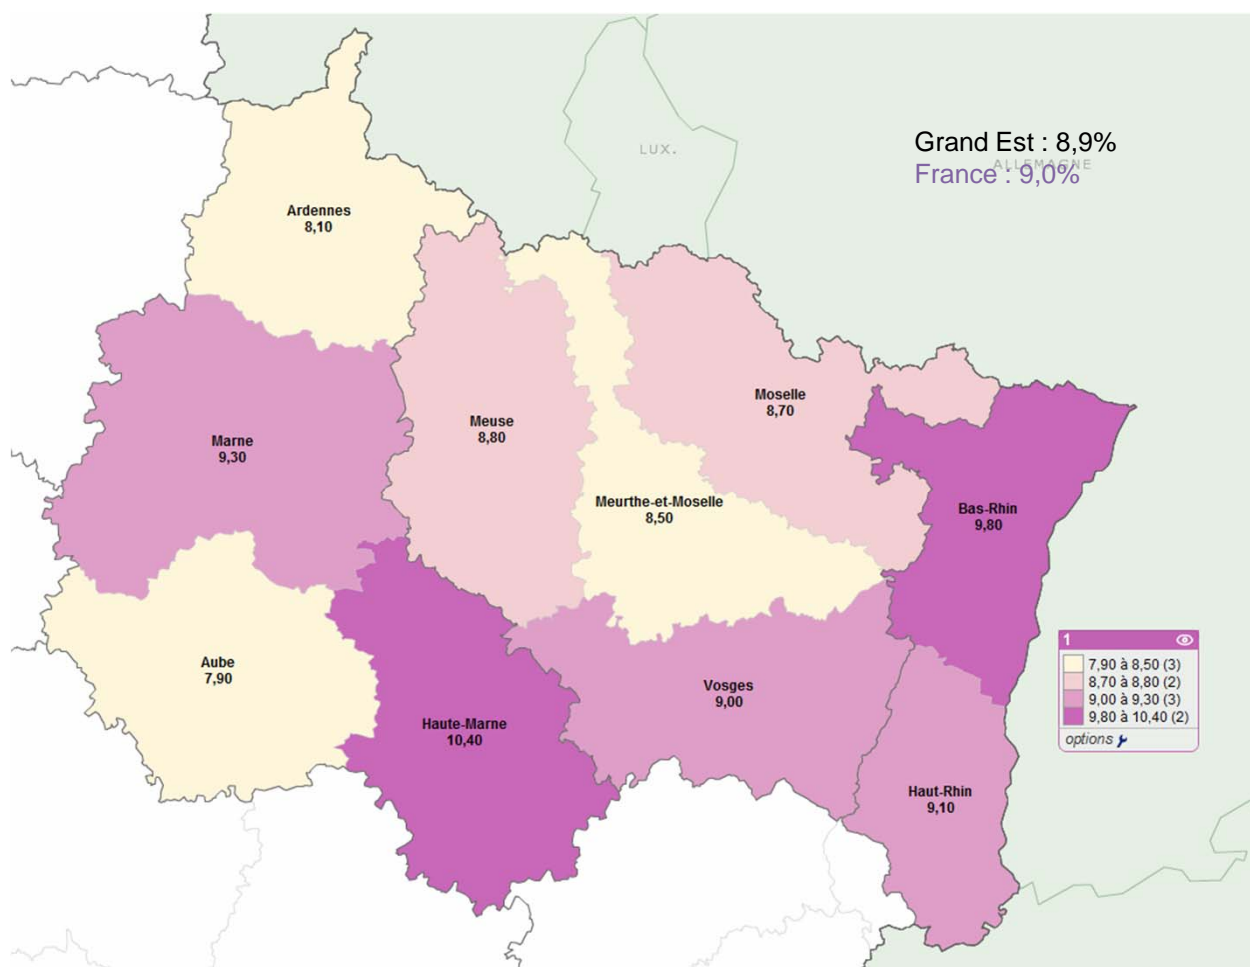 LUX.
Grand Est : 8,9%
ALLEMAGNE
France : 9,0%
Ardennes
8,10
Moselle
8,70
Meuse
8,80
Marne
9,30
Meurthe-et-Moselle
8,50
Bas-Rhin
9,80
Aube
7,90
Vosges
9,00
Haute-Marne
10,40
Haut-Rhin
9,10
1
7,90 à 8,50 (3)
8,70 à 8,80 (2)
9,00 à 9,30 (3)
9,80 à 10,40 (2)
options